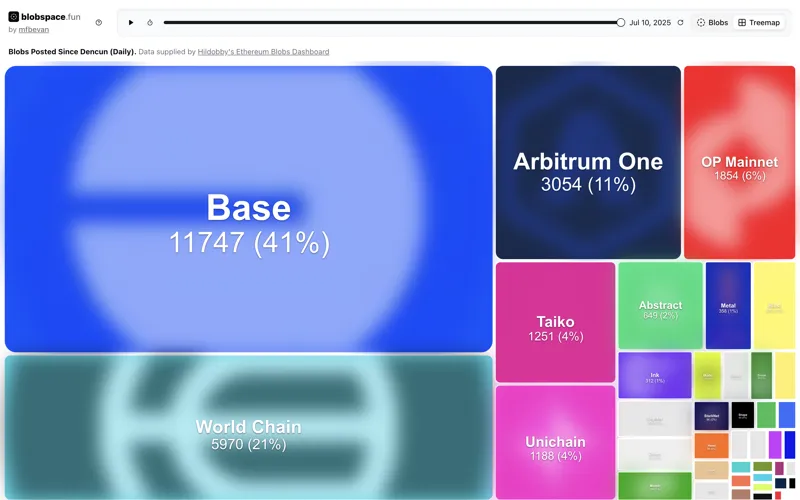 blobspace.fun
by mfbevan
Jul 10, 2025
Blobs
Treemap
Blobs Posted Since Dencun (Daily). Data supplied by Hildobby's Ethereum Blobs Dashboard
Base
11747 (41%)
World Chain
5970 (21%)
Arbitrum One
3054 (11%)
OP Mainnet
1854 (6%)
Taiko
1251 (4%)
Unichain
1188 (4%)
Abstract
649 (2%)
Metal
358 (1%)
Ink
312 (1%)